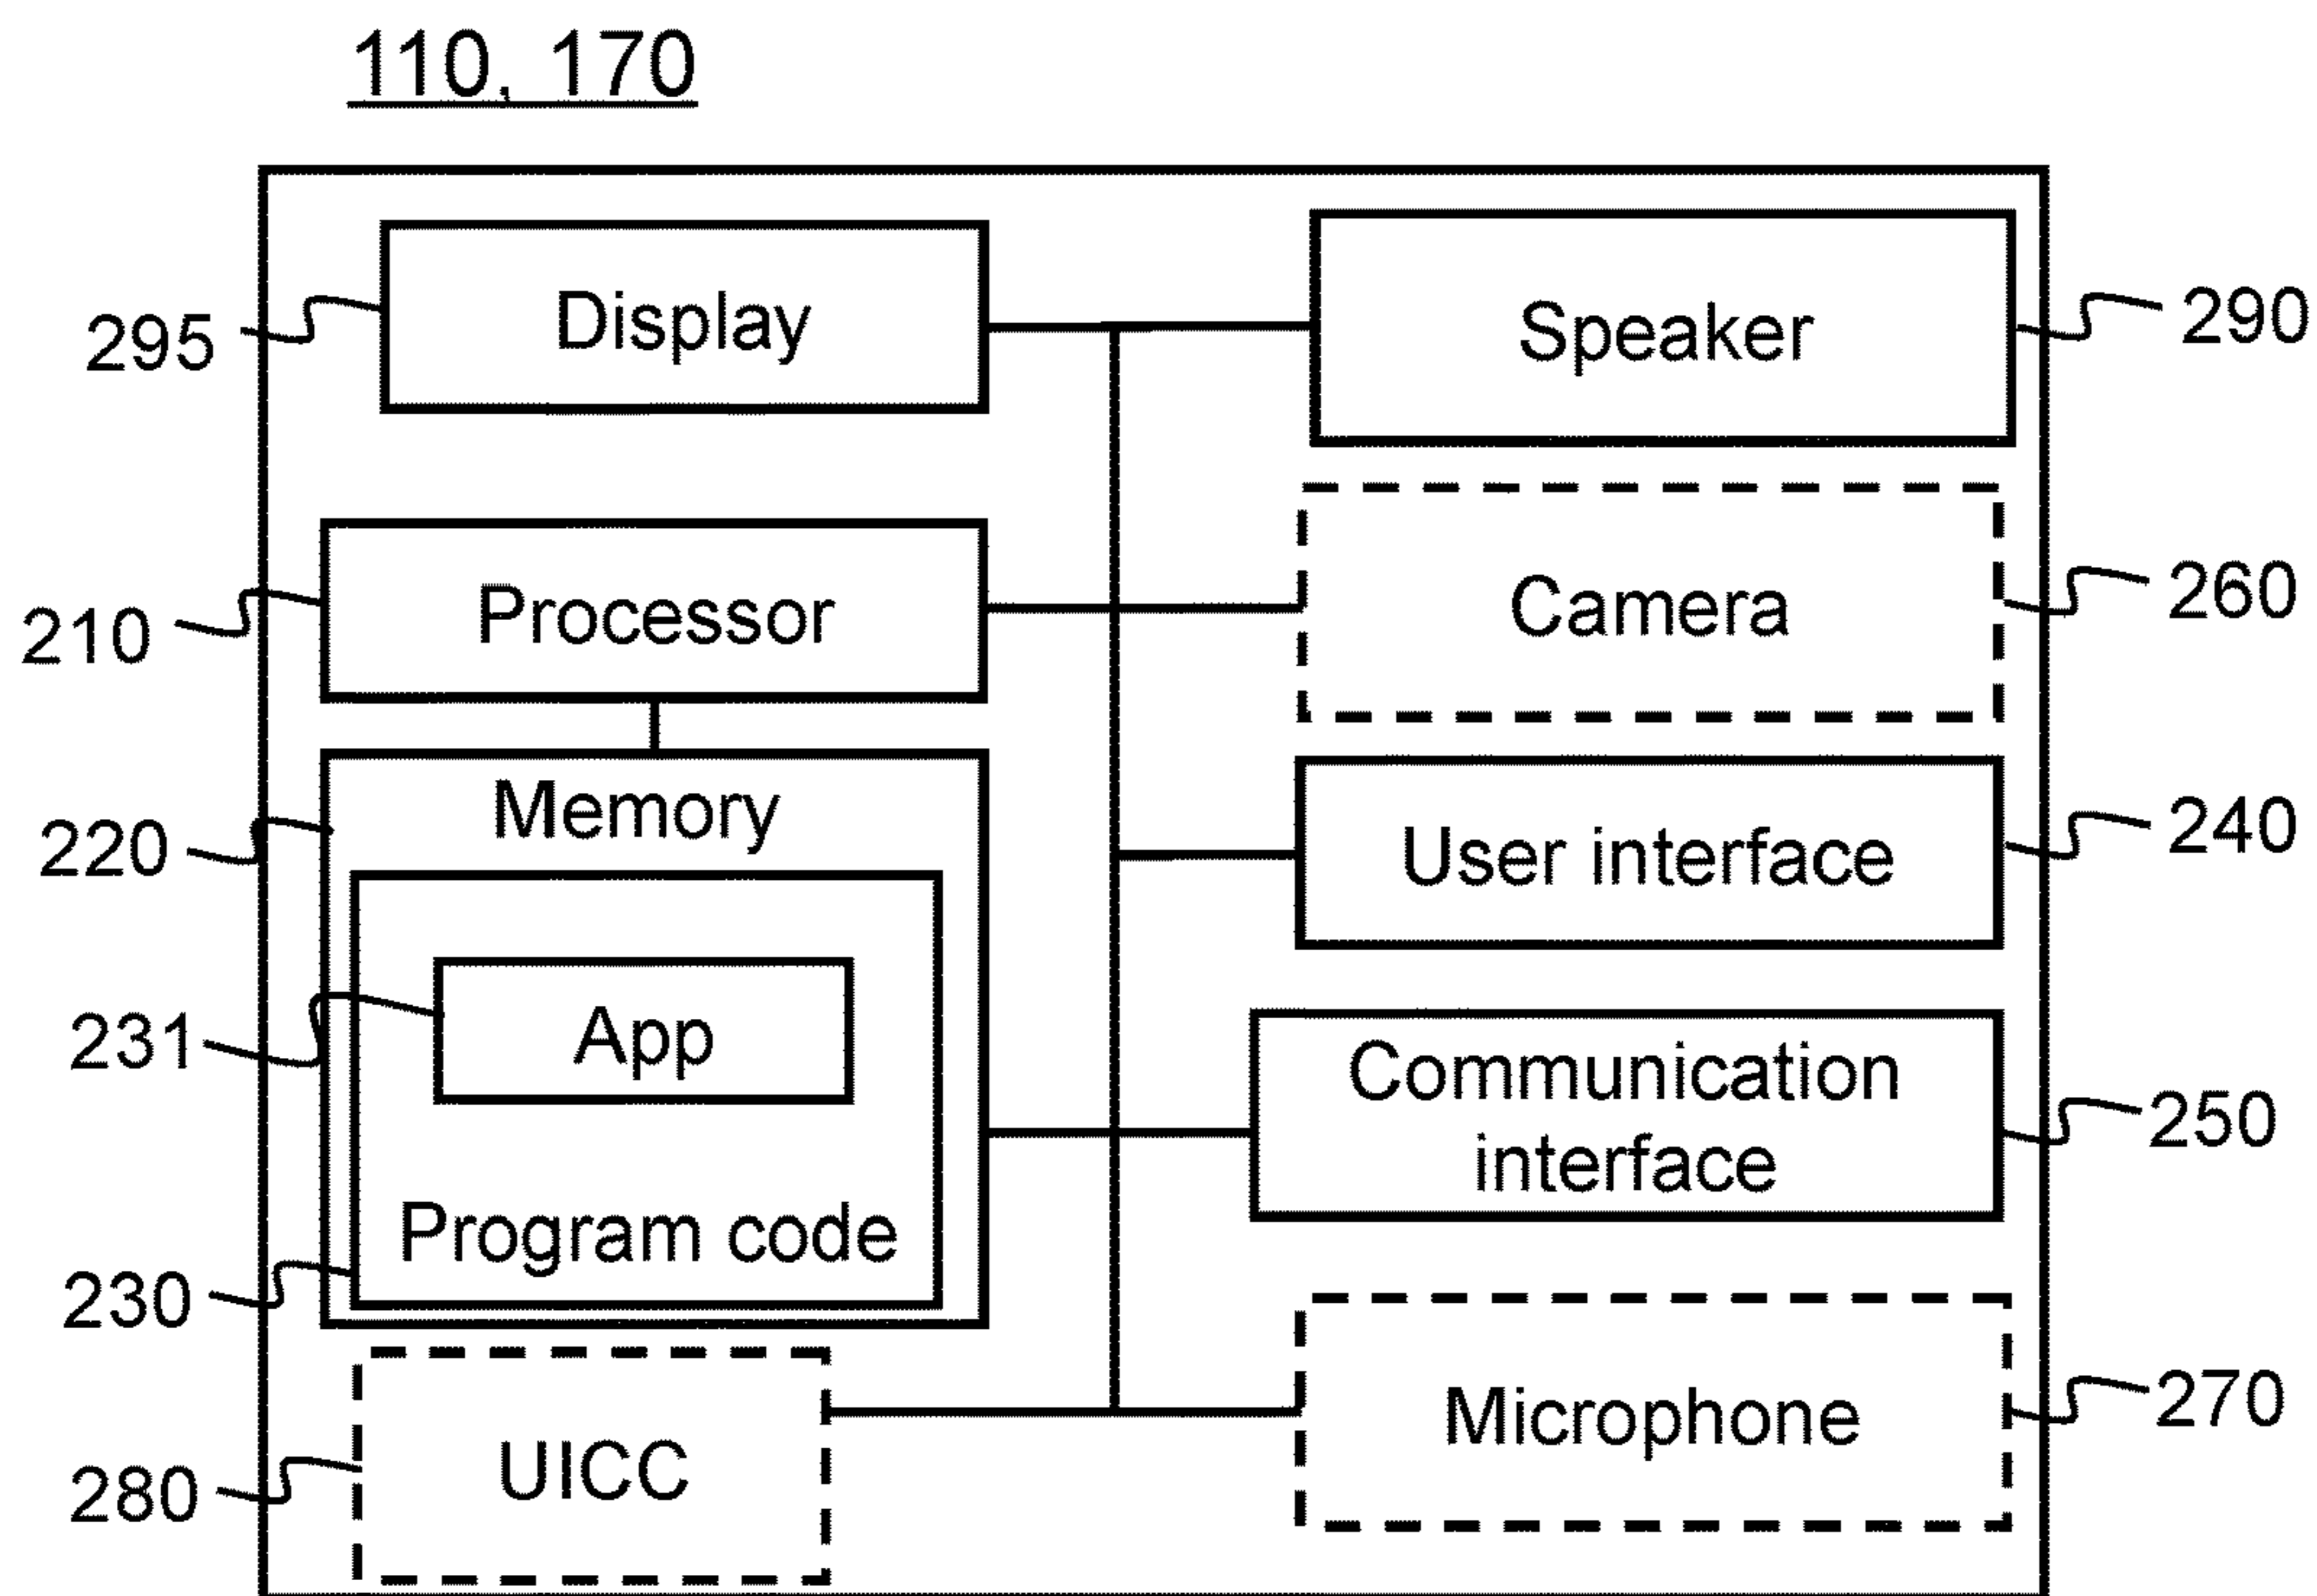 110, 170
295
Display
Speaker
290
210
Processor
Camera
260
220
Memory
User interface
240
231
App
Communication
interface
250
Program code
230
280
UICC
Microphone
270